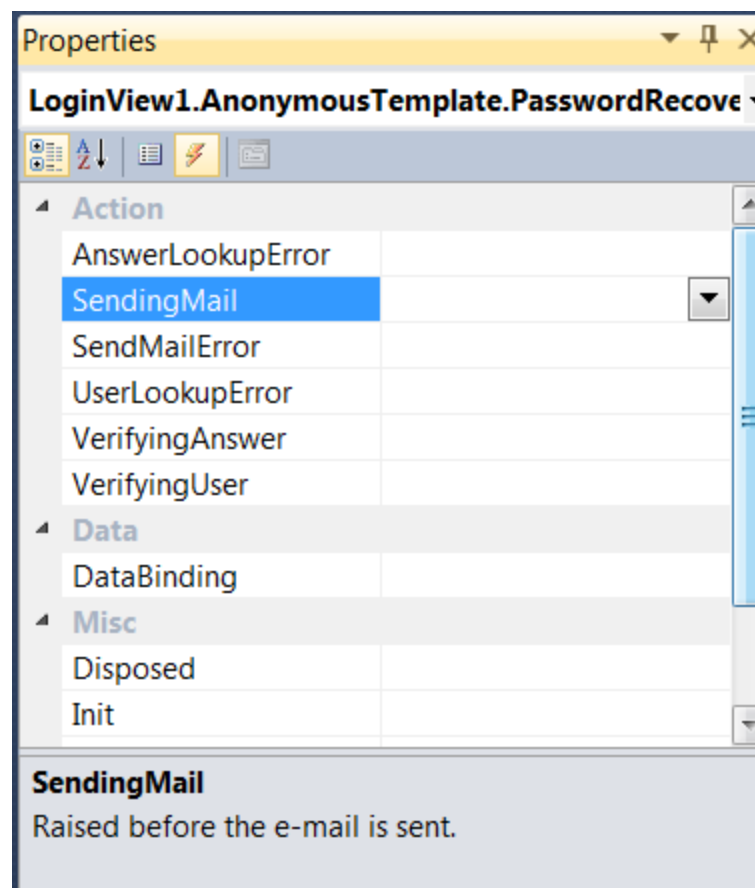 Properties
LoginView1.AnonymousTemplate.PasswordRecove
Action
AnswerLookupError
SendingMail
SendMailError
UserLookupError
VerifyingAnswer
VerifyingUser
Data
DataBinding
Misc
Disposed
Init
SendingMail
Raised before the e-mail is sent.